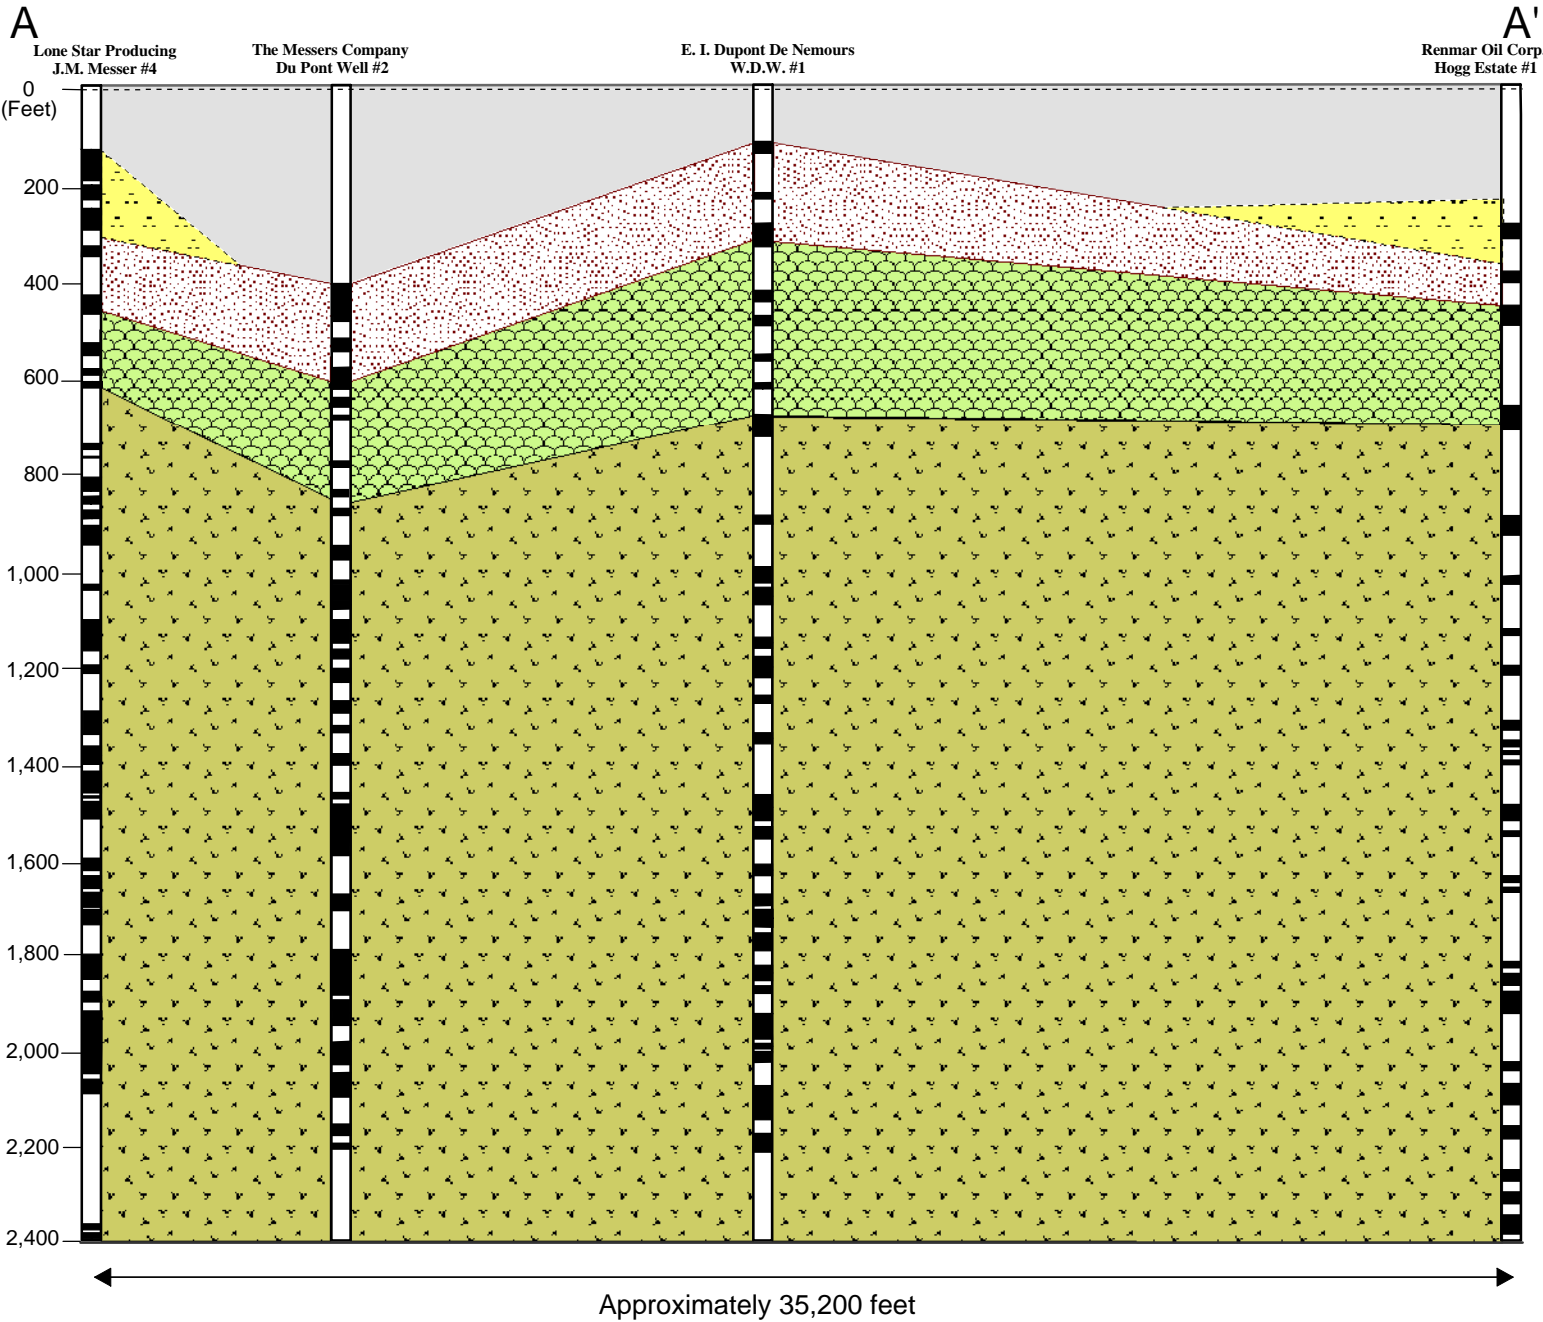 A
A'
Lone Star Producing
J.M. Messer #4
The Messers Company
Du Pont Well #2
E. I. Dupont De Nemours
W.D.W. #1
Renmar Oil Corp.
Hogg Estate #1
0
(Feet)
200
400
600
800
1,000
1,200
1,400
1,600
1,800
2,000
2,200
2,400
Approximately 35,200 feet